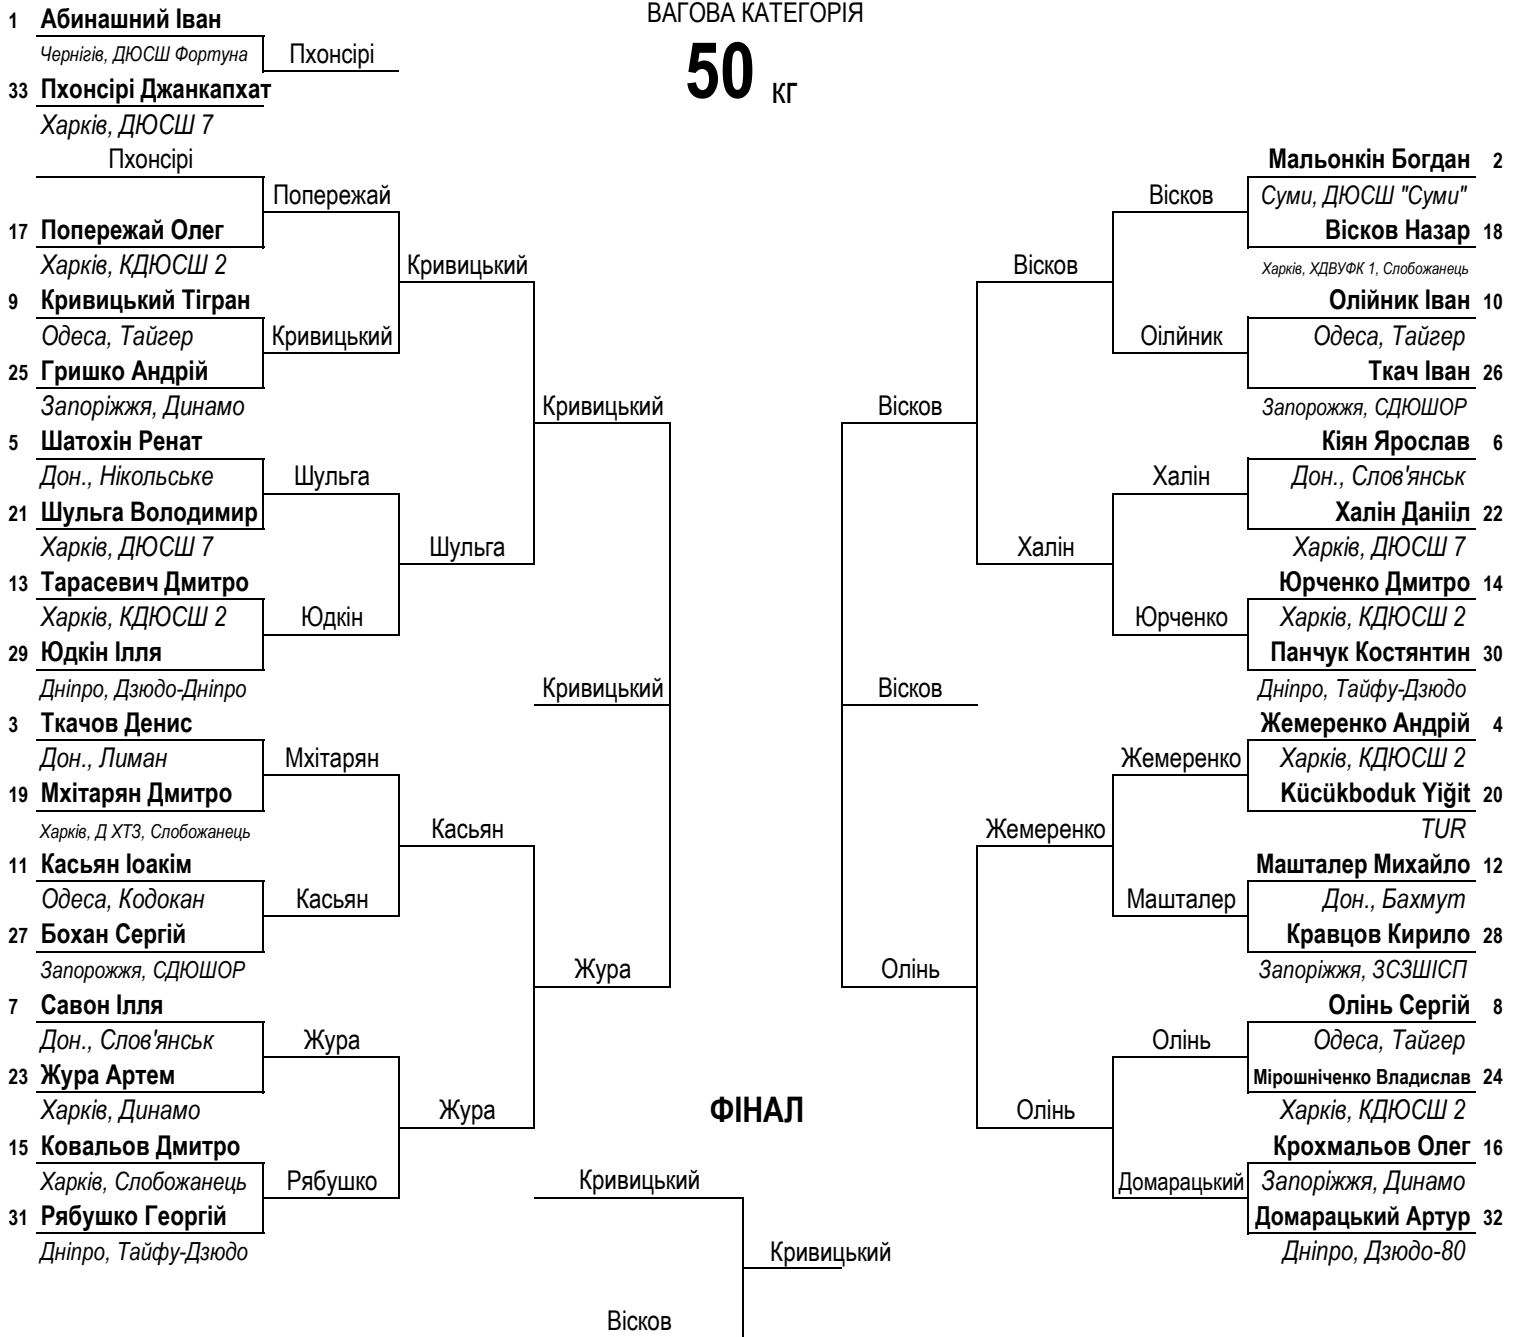 ВАГОВА КАТЕГОРІЯ
50 кг
1 Абинашний Іван
Чернігів, ДЮСШ Фортуна
Пхонсірі
33 Пхонсірі Джанкапхат
Харків, ДЮСШ 7
Пхонсірі
Попережай
17 Попережай Олег
Харків, КДЮСШ 2
Кривицький
9 Кривицький Тігран
Одеса, Тайгер
Кривицький
25 Гришко Андрій
Запоріжжя, Динамо
Кривицький
5 Шатохін Ренат
Дон., Нікольське
Шульга
21 Шульга Володимир
Харків, ДЮСШ 7
Шульга
13 Тарасевич Дмитро
Харків, КДЮСШ 2
Юдкін
29 Юдкін Ілля
Дніпро, Дзюдо-Дніпро
Кривицький
3 Ткачов Денис
Дон., Лиман
Мхітарян
19 Мхітарян Дмитро
Харків, Д ХТЗ, Слобожанець
Касьян
11 Касьян Іоакім
Одеса, Кодокан
Касьян
27 Бохан Сергій
Запорожжя, СДЮШОР
Жура
7 Савон Ілля
Дон., Слов'янськ
Жура
23 Жура Артем
Харків, Динамо
Жура
15 Ковальов Дмитро
Харків, Слобожанець
Рябушко
31 Рябушко Георгій
Дніпро, Тайфу-Дзюдо
Мальонкін Богдан 2
Вісков
Суми, ДЮСШ "Суми"
Вісков Назар 18
Вісков
Харків, ХДВУФК 1, Слобожанець
Олійник Іван 10
Оілйник
Одеса, Тайгер
Ткач Іван 26
Вісков
Запорожжя, СДЮШОР
Кіян Ярослав 6
Халін
Дон., Слов'янськ
Халін Данііл 22
Халін
Харків, ДЮСШ 7
Юрченко Дмитро 14
Юрченко
Харків, КДЮСШ 2
Панчук Костянтин 30
Вісков
Дніпро, Тайфу-Дзюдо
Жемеренко Андрій 4
Жемеренко
Харків, КДЮСШ 2
Kücükboduk Yiğit 20
Жемеренко
TUR
Машталер Михайло 12
Машталер
Дон., Бахмут
Кравцов Кирило 28
Олінь
Запоріжжя, ЗСЗШІСП
Олінь Сергій 8
Олінь
Одеса, Тайгер
Мірошніченко Владислав 24
Олінь
Харків, КДЮСШ 2
Крохмальов Олег 16
Домарацький
Запоріжжя, Динамо
Домарацький Артур 32
Дніпро, Дзюдо-80
ФІНАЛ
Кривицький
Кривицький
Вісков